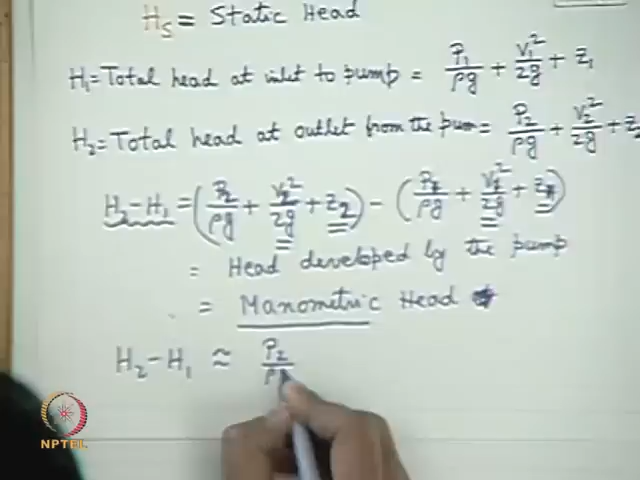 H_S = Static Head
H₁ = Total head at inlet to pump = P₁/ρg + V₁²/2g + z₁
H₂ = Total head at outlet from the pum = P₂/ρg + V₂²/2g + z₂
H₂ - H₁ = (P₂/ρg + V₂²/2g + z₂) - (P₁/ρg + V₁²/2g + z₁)
= Head developed by the pump
= Manometric Head
H₂ - H₁ ≈ P₂/ρg
NPTEL